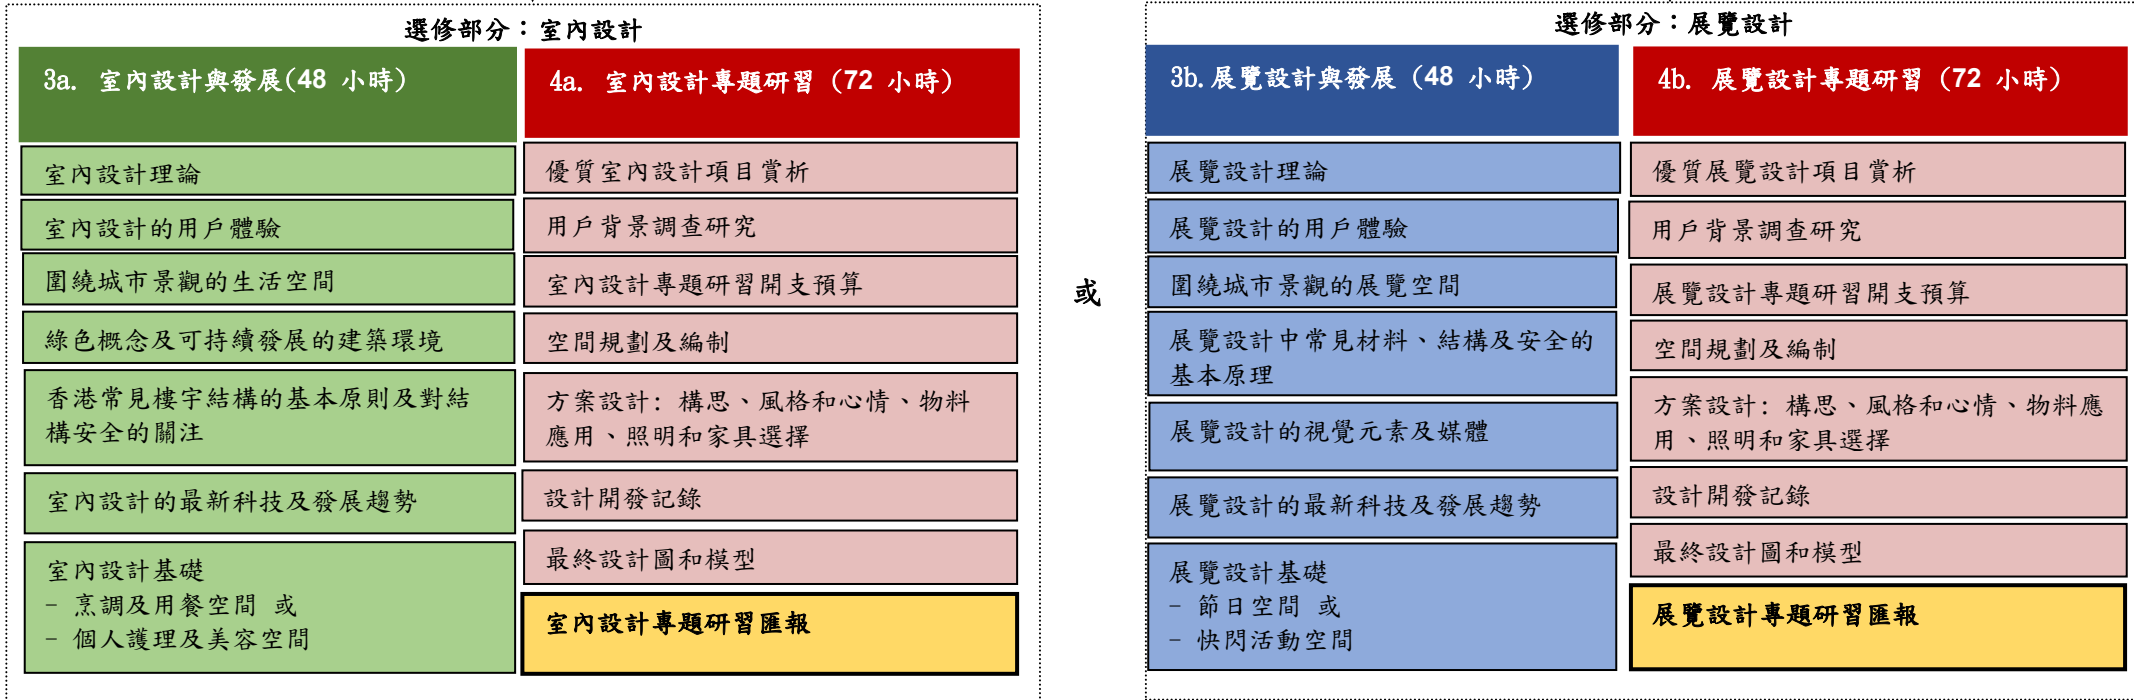 選修部分：室內設計
3a. 室內設計與發展(48 小時)
室內設計理論
室內設計的用戶體驗
圍繞城市景觀的生活空間
綠色概念及可持續發展的建築環境
香港常見樓宇結構的基本原則及對結
構安全的關注
室內設計的最新科技及發展趨勢
室內設計基礎
- 烹調及用餐空間 或
- 個人護理及美容空間
4a. 室內設計專題研習 (72 小時)
優質室內設計項目賞析
用戶背景調查研究
室內設計專題研習開支預算
空間規劃及編制
方案設計: 構思、風格和心情、物料
應用、照明和家具選擇
設計開發記錄
最終設計圖和模型
室內設計專題研習匯報
或
選修部分：展覽設計
3b.展覽設計與發展 (48 小時)
展覽設計理論
展覽設計的用戶體驗
圍繞城市景觀的展覽空間
展覽設計中常見材料、結構及安全的
基本原理
展覽設計的視覺元素及媒體
展覽設計的最新科技及發展趨勢
展覽設計基礎
- 節日空間 或
- 快閃活動空間
4b. 展覽設計專題研習 (72 小時)
優質展覽設計項目賞析
用戶背景調查研究
展覽設計專題研習開支預算
空間規劃及編制
方案設計: 構思、風格和心情、物料應
用、照明和家具選擇
設計開發記錄
最終設計圖和模型
展覽設計專題研習匯報